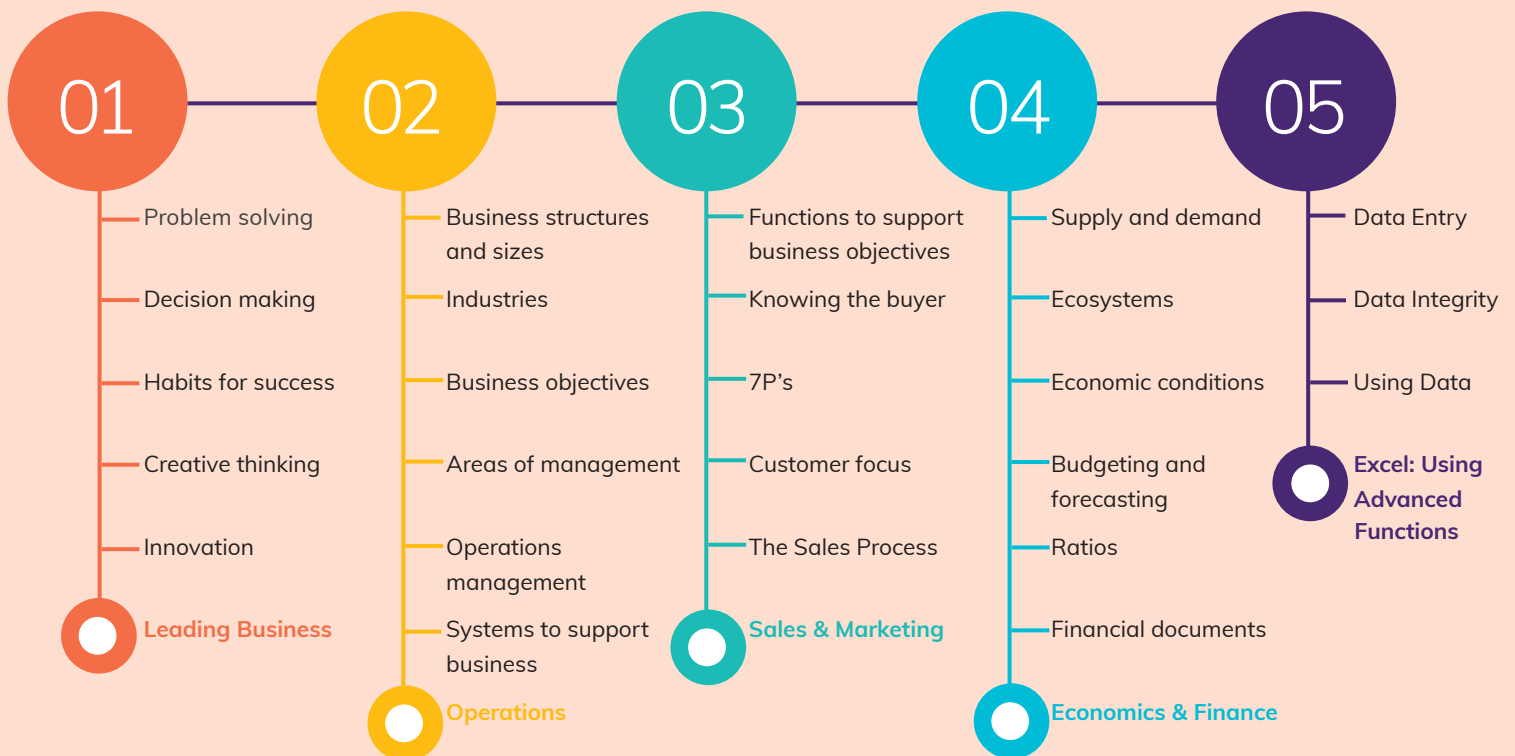 01
Problem solving
Decision making
Habits for success
Creative thinking
Innovation
Leading Business
02
Business structures
and sizes
Industries
Business objectives
Areas of management
Operations
management
Systems to support
business
Operations
03
Functions to support
business objectives
Knowing the buyer
7P’s
Customer focus
The Sales Process
Sales & Marketing
04
Supply and demand
Ecosystems
Economic conditions
Budgeting and
forecasting
Ratios
Financial documents
Economics & Finance
05
Data Entry
Data Integrity
Using Data
Excel: Using
Advanced
Functions